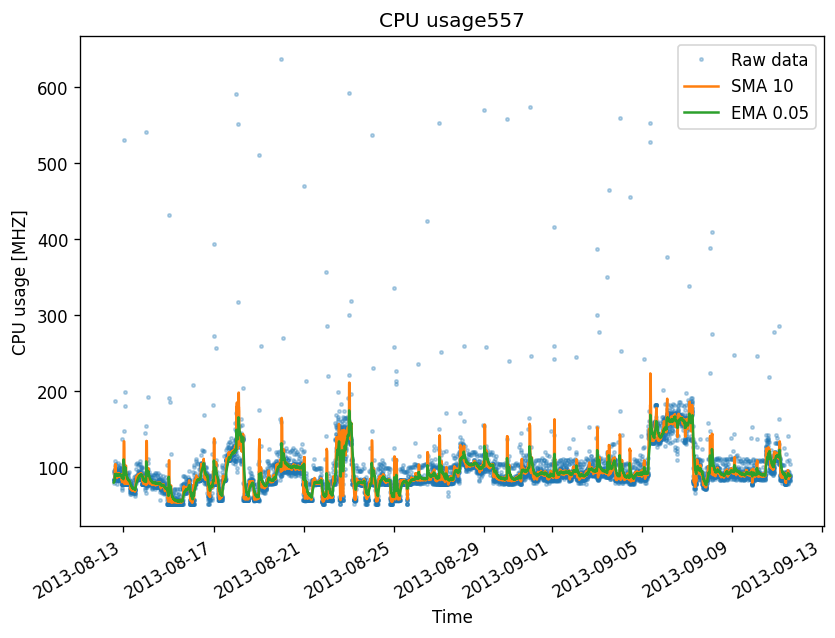 CPU usage557
Raw data
SMA 10
EMA 0.05
CPU usage [MHZ]
600
500
400
300
200
100
2013-08-13
2013-08-17
2013-08-21
2013-08-25
2013-08-29
2013-09-01
2013-09-05
2013-09-09
2013-09-13
Time